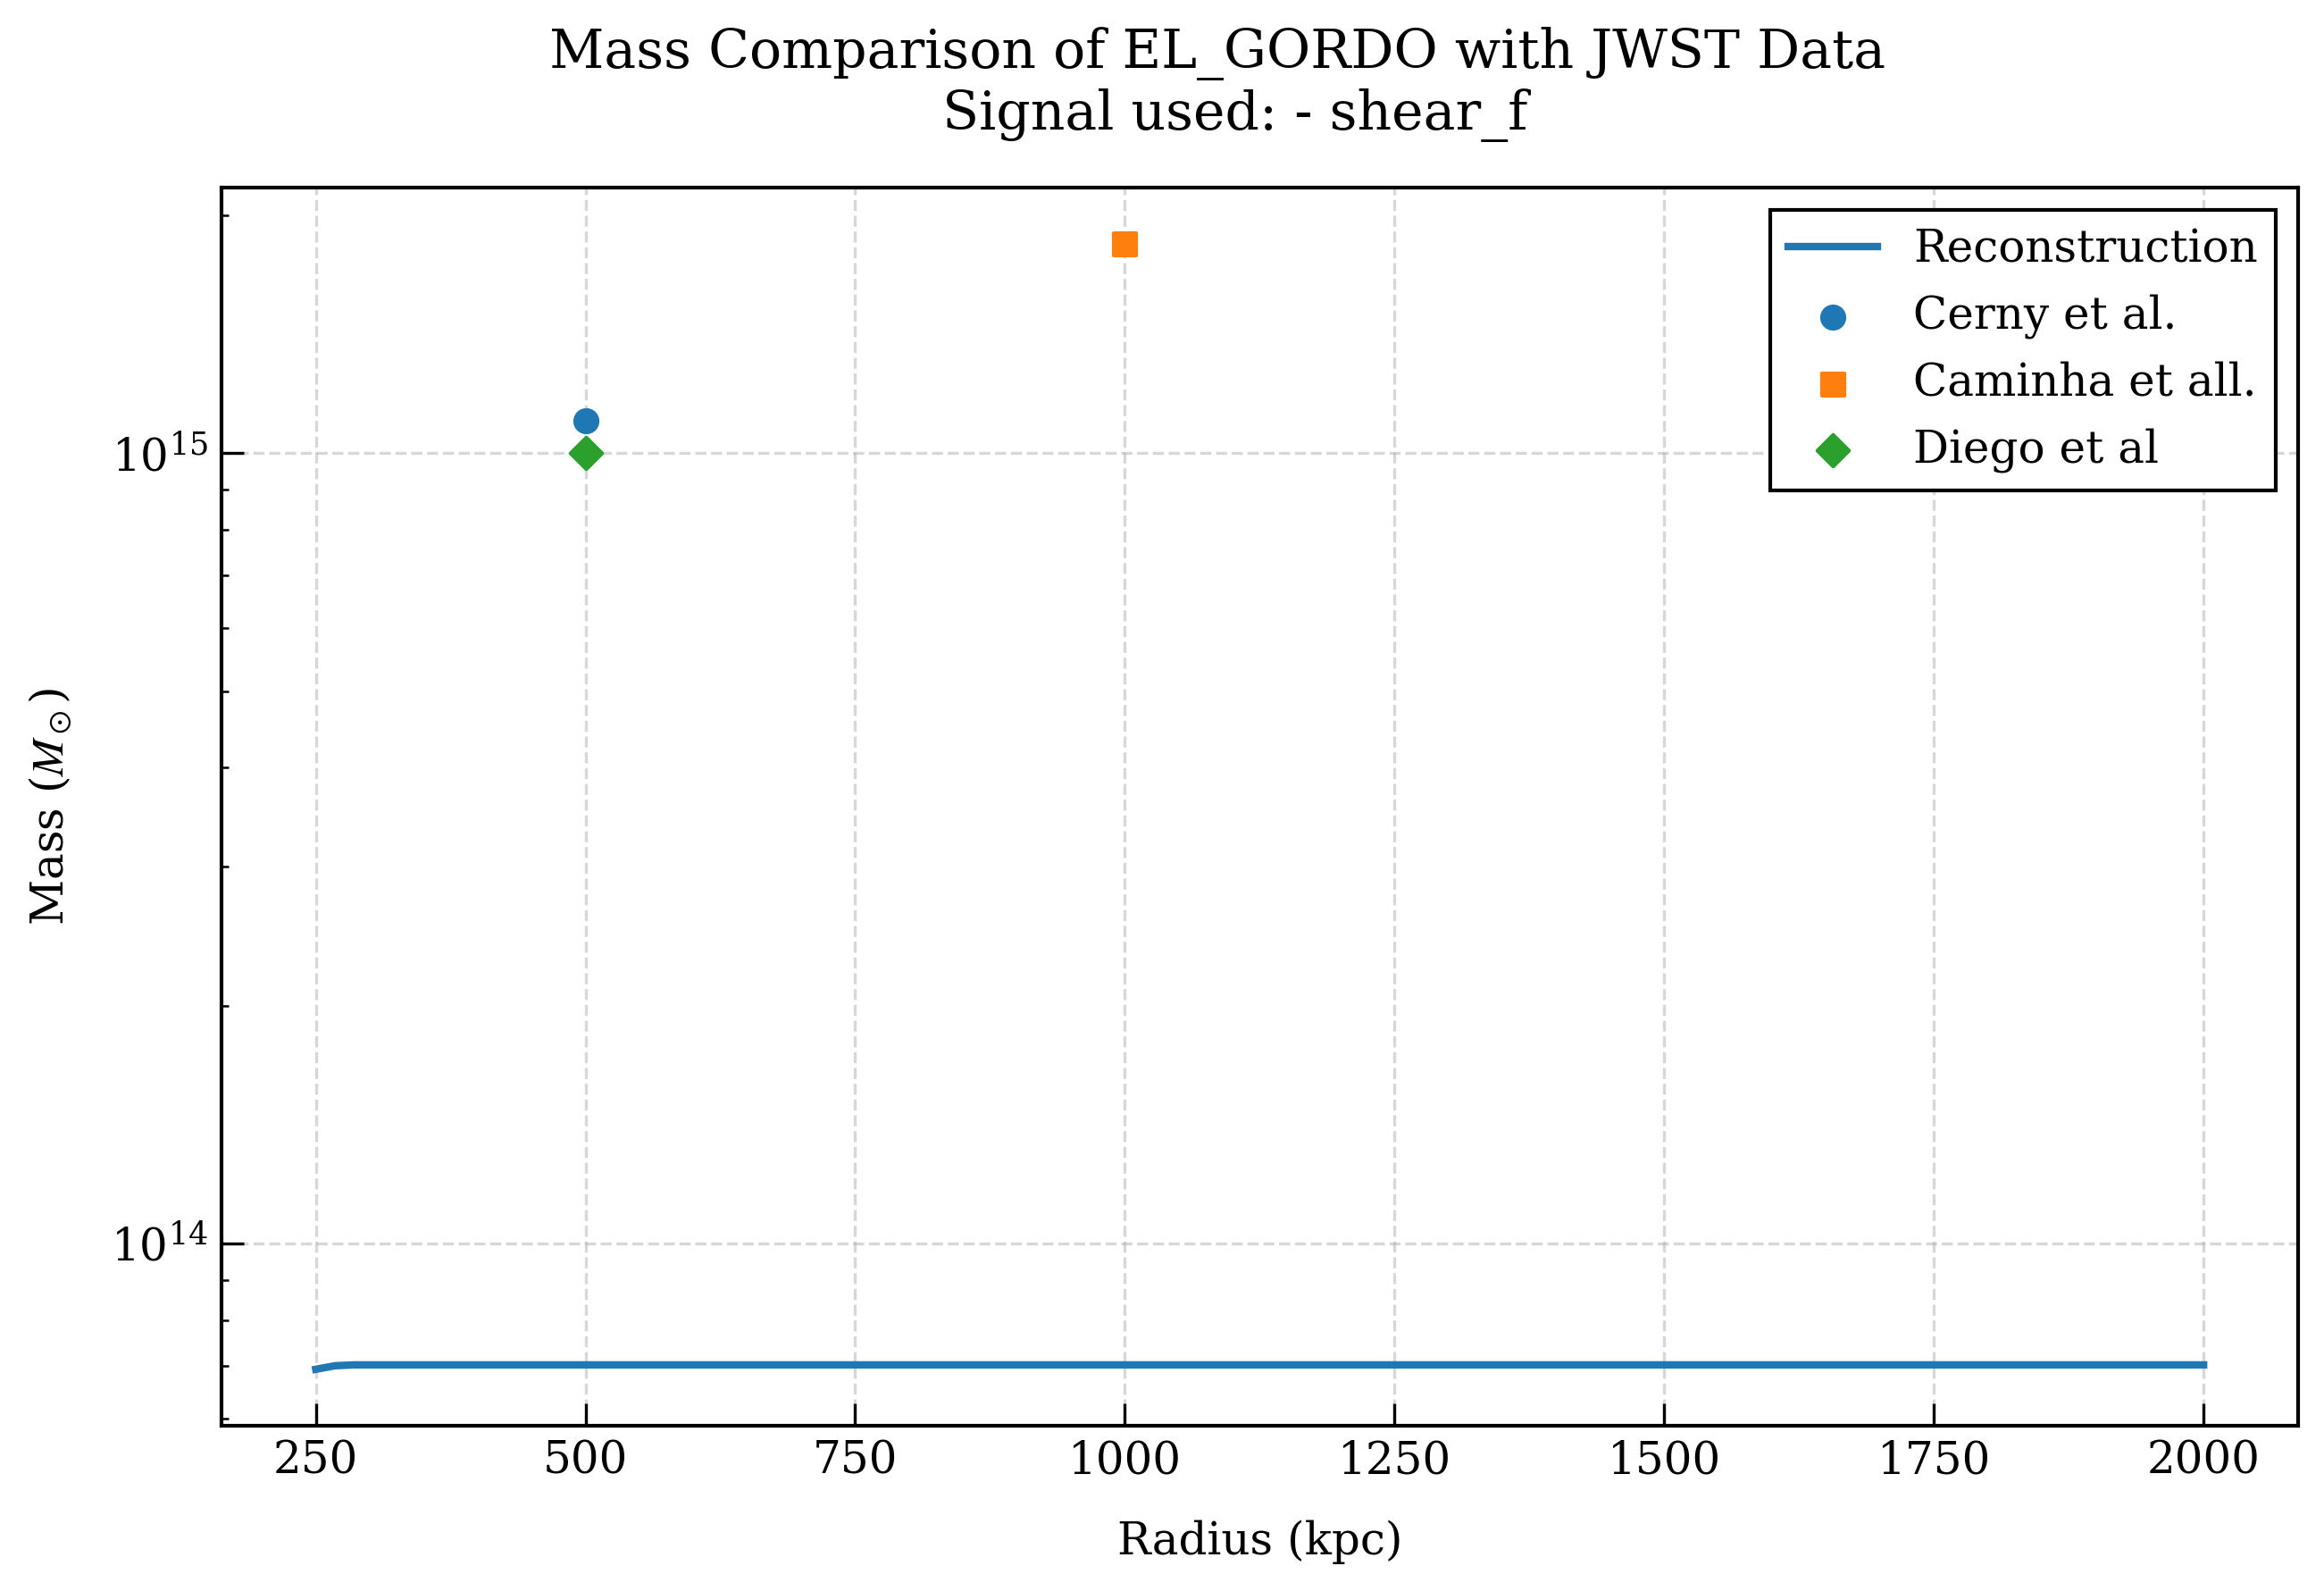 Mass Comparison of EL_GORDO with JWST Data
Signal used: - shear_f
Reconstruction
Cerny et al.
Caminha et all.
Diego et al
10^15
10^14
Mass (M_⊙)
250 500 750 1000 1250 1500 1750 2000
Radius (kpc)